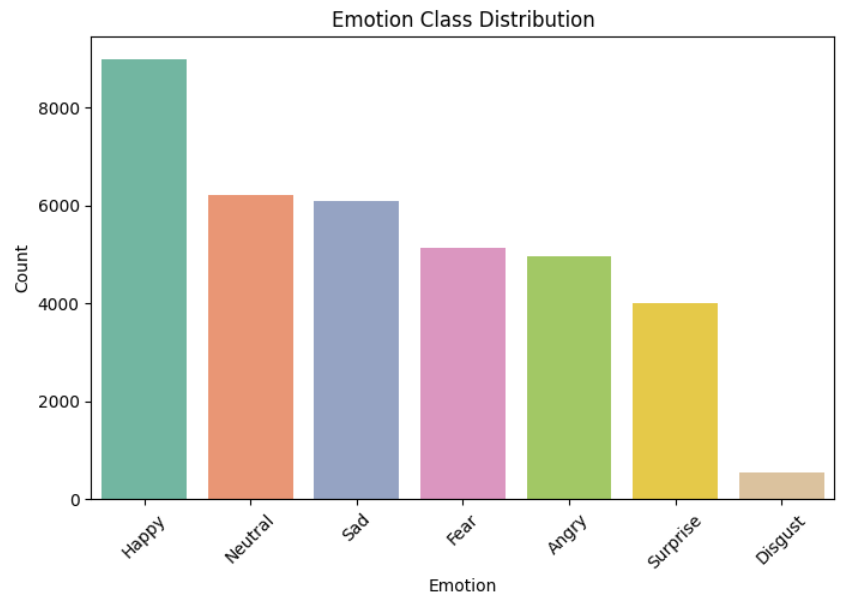 Emotion Class Distribution
Count
8000
6000
4000
2000
0
Happy
Neutral
Sad
Fear
Angry
Surprise
Disgust
Emotion